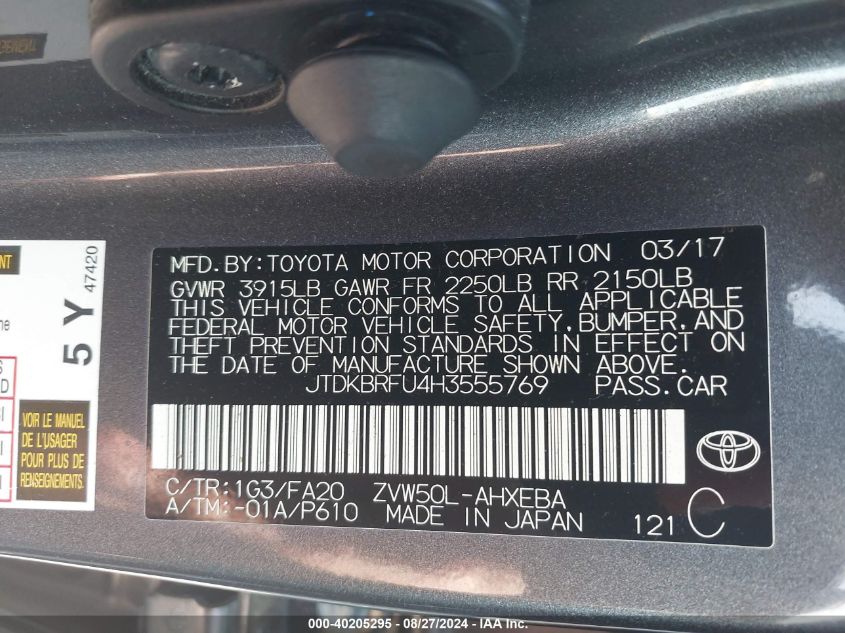 MFD.BY:TOYOTA MOTOR CORPORATION 03/17
GVWR 3915LB GAWR FR 2250LB RR 2150LB
THIS VEHICLE CONFORMS TO ALL APPLICABLE
FEDERAL MOTOR VEHICLE SAFETY,BUMPER,AND
THEFT PREVENTION STANDARDS IN EFFECT ON
THE DATE OF MANUFACTURE SHOWN ABOVE.
JTDKBRFU4H3555769 PASS.CAR
C/TR:1G3/FA20 ZVW50L-AHXEBA
A/TM:-01A/P610 MADE IN JAPAN 121 C
5 Y 47420
VOIR LE MANUEL
DE L'USAGER
POUR PLUS DE
RENSEIGNEMENTS.
000-40205295 - 08/27/2024 - IAA Inc.